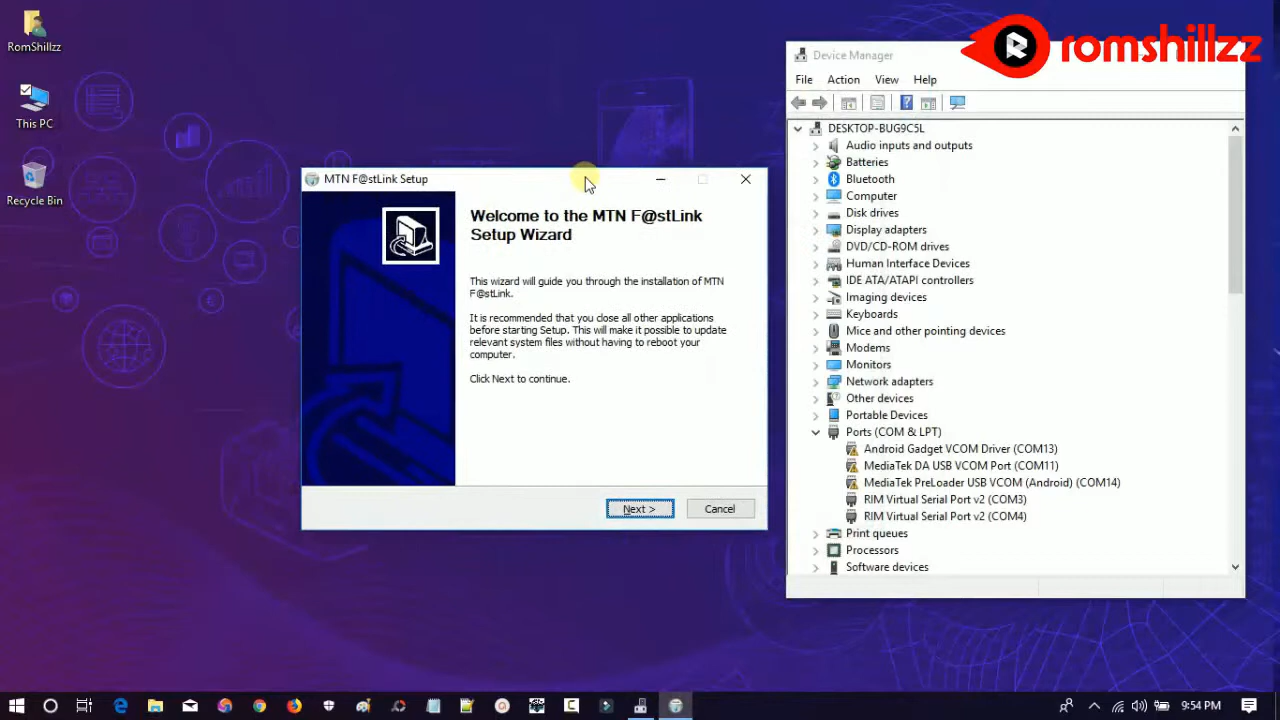 RomShillzz
This PC
Recycle Bin
MTN F@stLink Setup
Welcome to the MTN F@stLink
Setup Wizard
This wizard will guide you through the installation of MTN
F@stLink.
It is recommended that you close all other applications
before starting Setup. This will make it possible to update
relevant system files without having to reboot your
computer.
Click Next to continue.
Next >
Cancel
romshillzz
Device Manager
File Action View Help
DESKTOP-BUG9C5L
Audio inputs and outputs
Batteries
Bluetooth
Computer
Disk drives
Display adapters
DVD/CD-ROM drives
Human Interface Devices
IDE ATA/ATAPI controllers
Imaging devices
Keyboards
Mice and other pointing devices
Modems
Monitors
Network adapters
Other devices
Portable Devices
Ports (COM & LPT)
Android Gadget VCOM Driver (COM13)
MediaTek DA USB VCOM Port (COM11)
MediaTek PreLoader USB VCOM (Android) (COM14)
RIM Virtual Serial Port v2 (COM3)
RIM Virtual Serial Port v2 (COM4)
Print queues
Processors
Software devices
9:54 PM